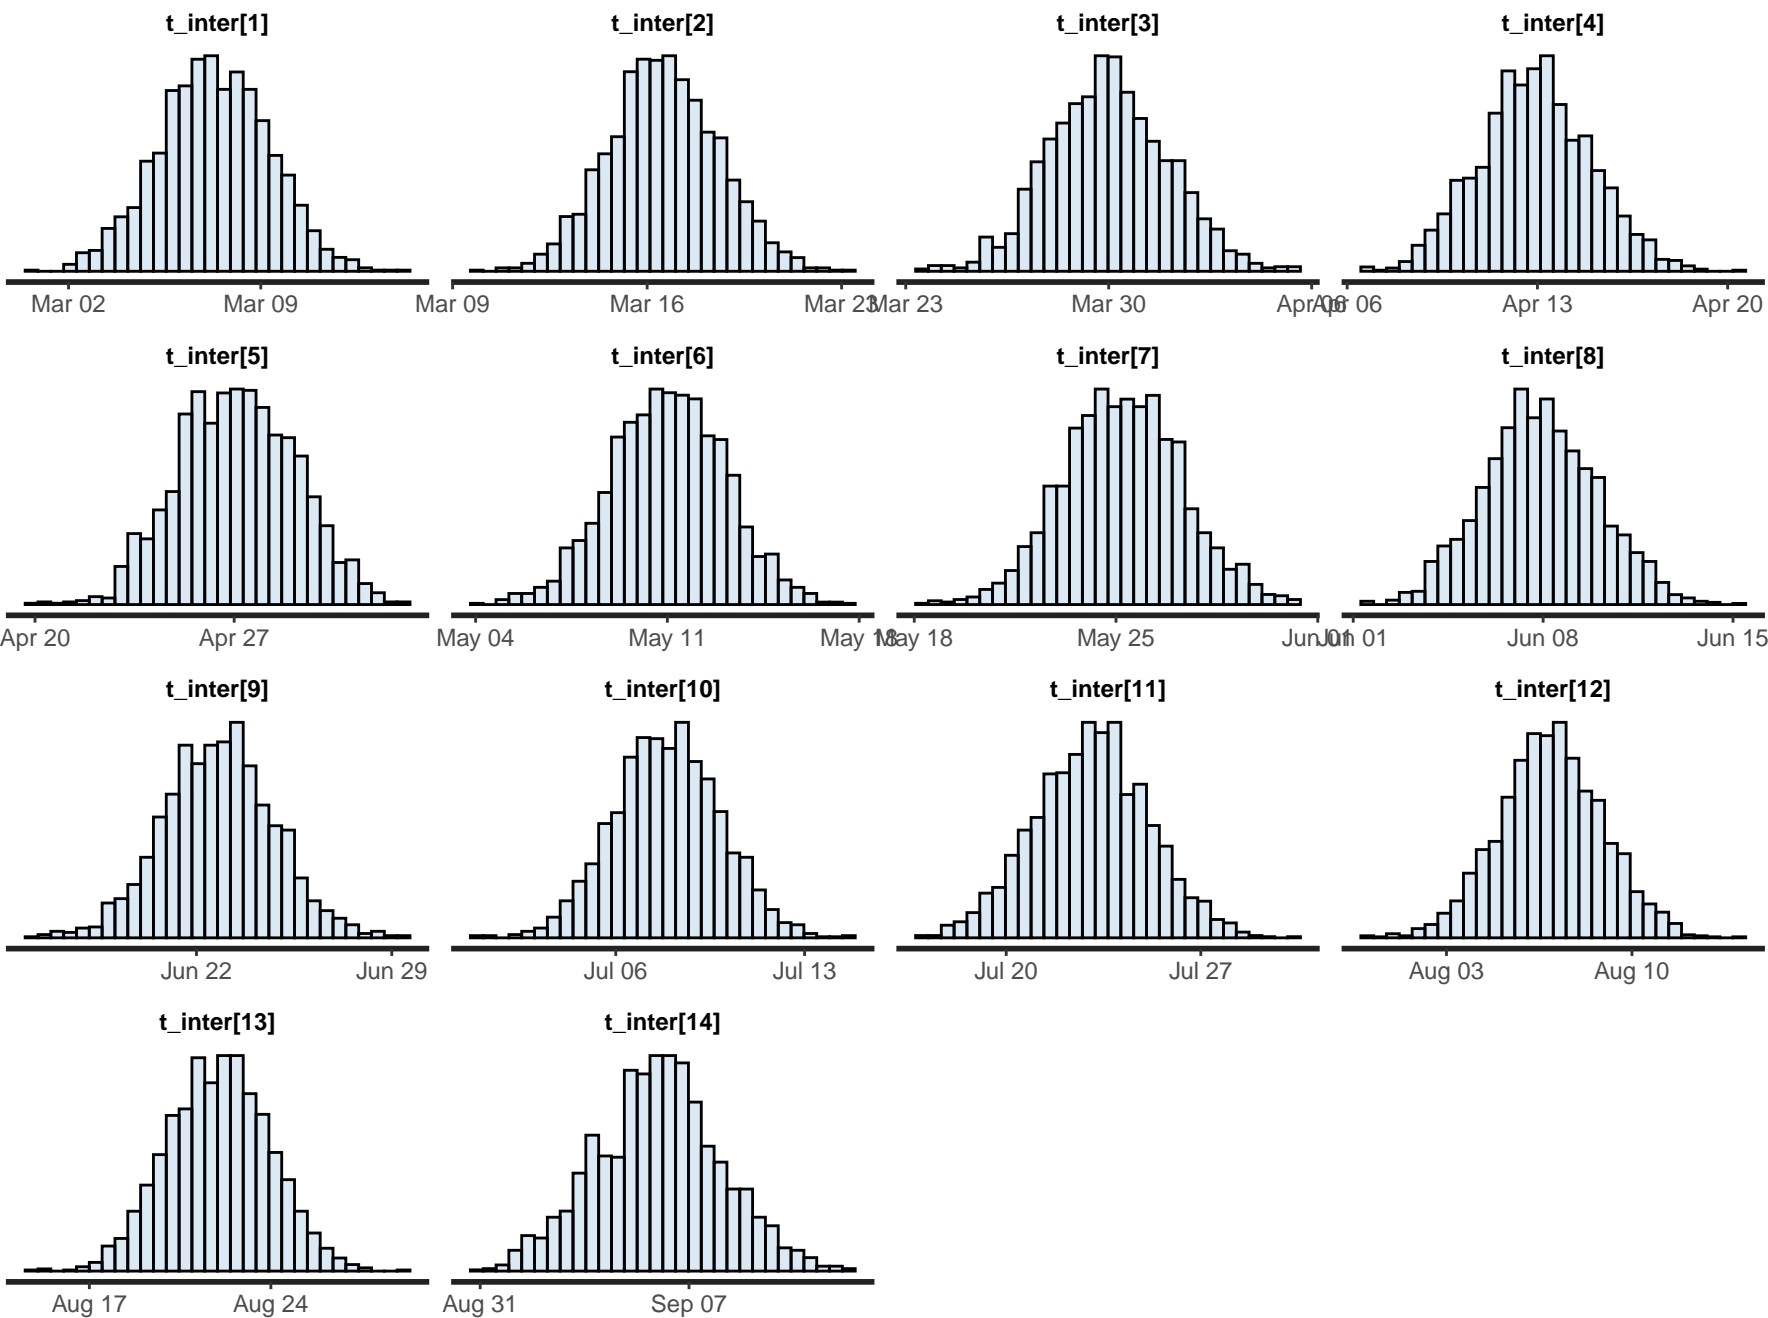 t_inter[1] t_inter[2] t_inter[3] t_inter[4]
Mar 02 Mar 09 Mar 09 Mar 16 Mar 23 Mar 23 Mar 30 Apr 06 Apr 06 Apr 13 Apr 20
t_inter[5] t_inter[6] t_inter[7] t_inter[8]
Apr 20 Apr 27 May 04 May 11 May 18 May 18 May 25 Jun 01 Jun 01 Jun 08 Jun 15
t_inter[9] t_inter[10] t_inter[11] t_inter[12]
Jun 22 Jun 29 Jul 06 Jul 13 Jul 20 Jul 27 Aug 03 Aug 10
t_inter[13] t_inter[14]
Aug 17 Aug 24 Aug 31 Sep 07